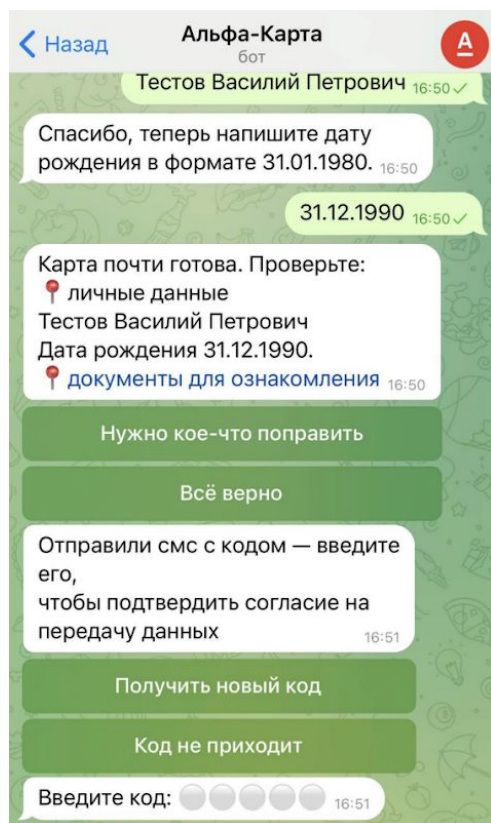 Назад
Альфа-Карта
бот
А
Тестов Василий Петрович 16:50
Спасибо, теперь напишите дату
рождения в формате 31.01.1980. 16:50
31.12.1990 16:50
Карта почти готова. Проверьте:
📍 личные данные
Тестов Василий Петрович
Дата рождения 31.12.1990.
📍 документы для ознакомления 16:50
Нужно кое-что поправить
Всё верно
Отправили смс с кодом — введите
его,
чтобы подтвердить согласие на
передачу данных 16:51
Получить новый код
Код не приходит
Введите код: 16:51